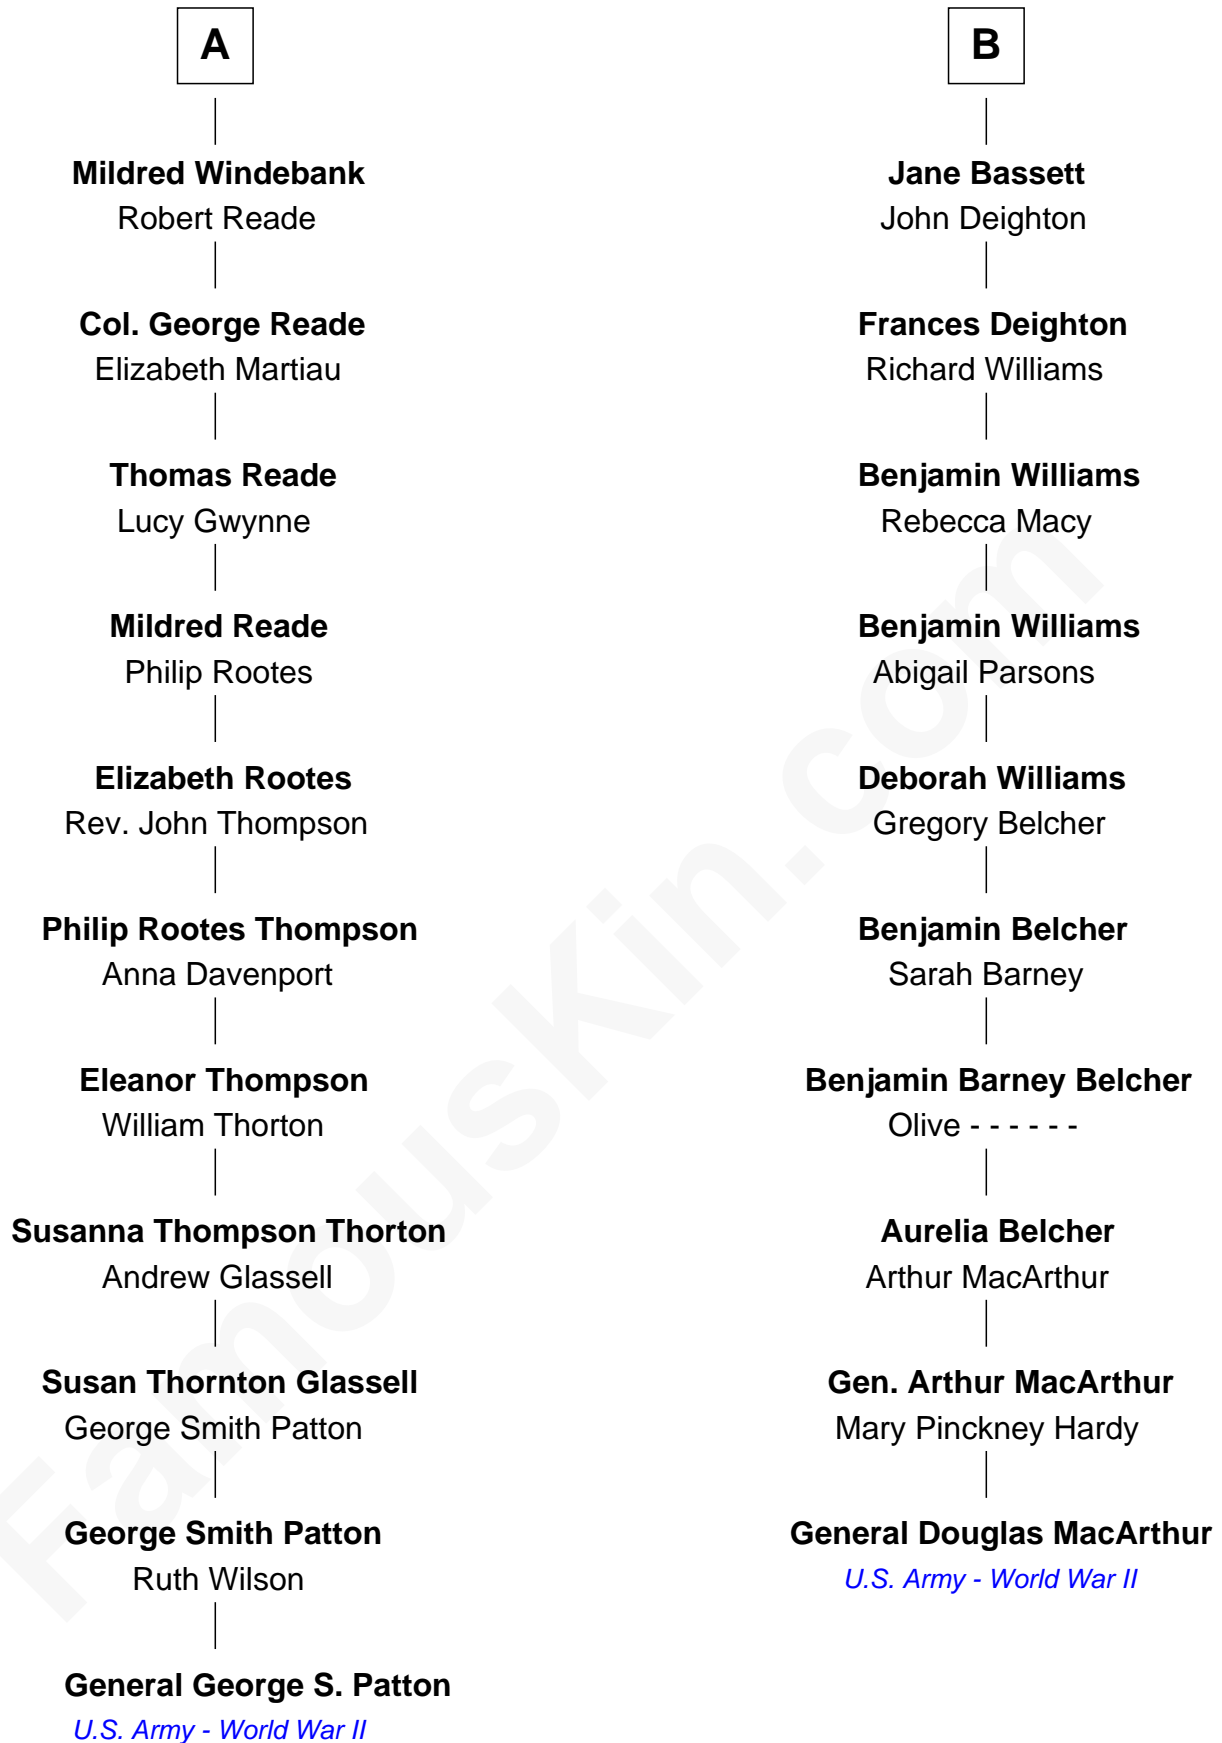 A
Mildred Windebank
Robert Reade
Col. George Reade
Elizabeth Martiau
Thomas Reade
Lucy Gwynne
Mildred Reade
Philip Rootes
Elizabeth Rootes
Rev. John Thompson
Philip Rootes Thompson
Anna Davenport
Eleanor Thompson
William Thorton
Susanna Thompson Thorton
Andrew Glassell
Susan Thornton Glassell
George Smith Patton
George Smith Patton
Ruth Wilson
General George S. Patton
U.S. Army - World War II
B
Jane Bassett
John Deighton
Frances Deighton
Richard Williams
Benjamin Williams
Rebecca Macy
Benjamin Williams
Abigail Parsons
Deborah Williams
Gregory Belcher
Benjamin Belcher
Sarah Barney
Benjamin Barney Belcher
Olive - - - - - -
Aurelia Belcher
Arthur MacArthur
Gen. Arthur MacArthur
Mary Pinckney Hardy
General Douglas MacArthur
U.S. Army - World War II
FamousKin.com